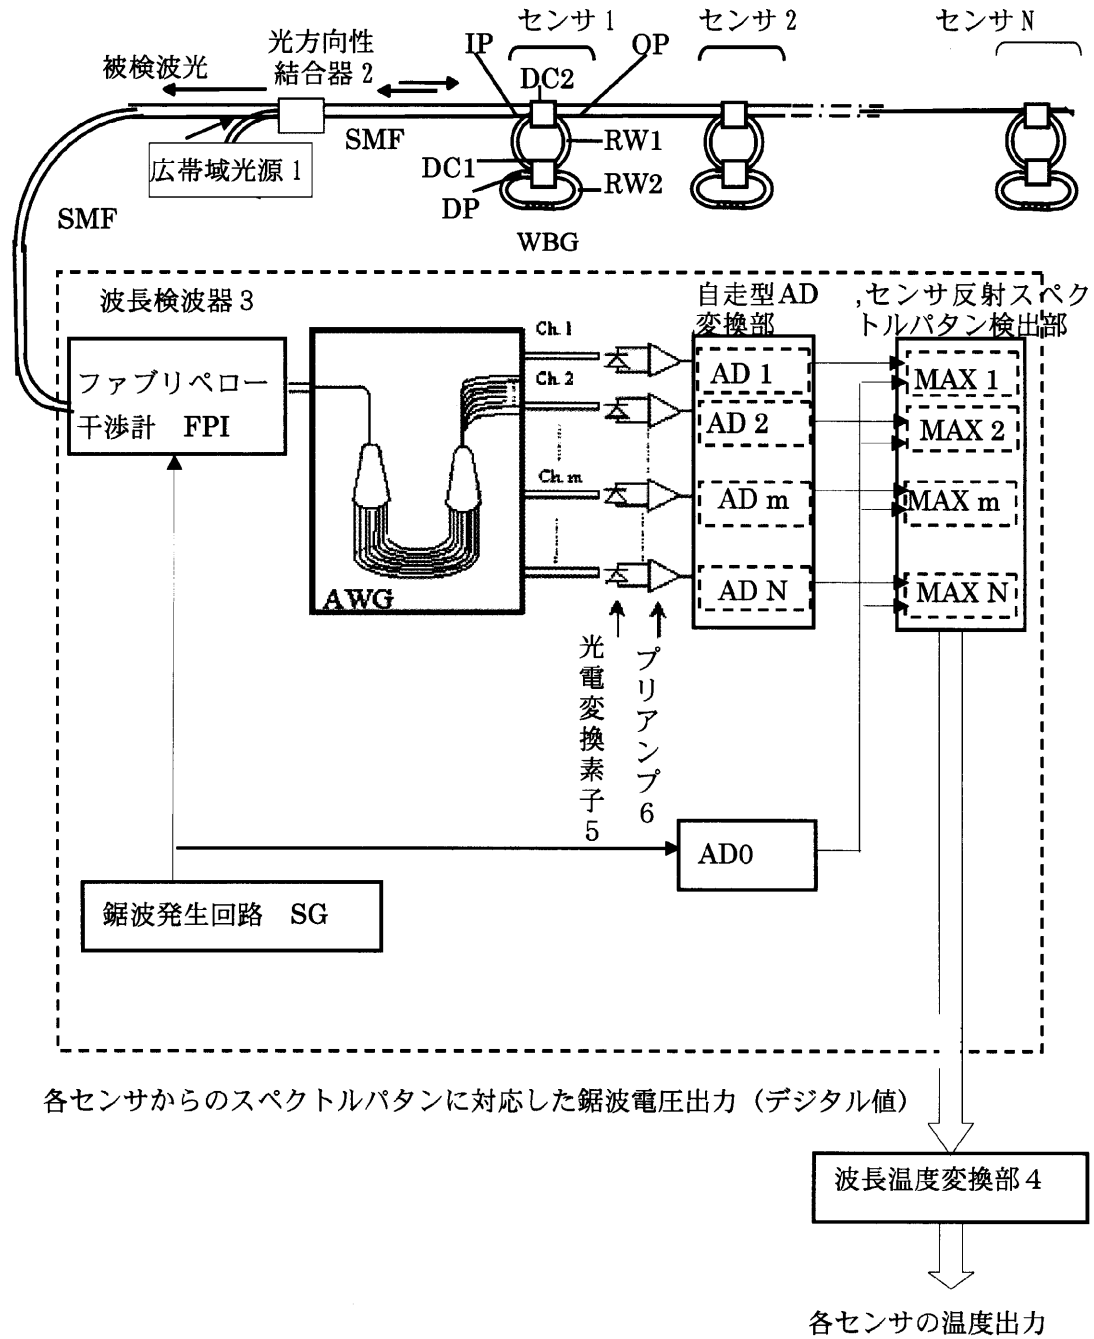 センサ 1
センサ 2
センサ N
光方向性
結合器 2
被検波光
IP
OP
DC2
SMF
RW1
広帯域光源 1
DC1
RW2
DP
SMF
WBG
波長検波器 3
自走型 AD
変換部
,センサ反射スペク
トルパタン検出部
ファブリペロー
干渉計 FPI
Ch. 1
Ch. 2
Ch. m
AWG
AD 1
AD 2
AD m
AD N
MAX 1
MAX 2
MAX m
MAX N
光電変換素子 5
プリアンプ 6
AD0
鋸波発生回路 SG
各センサからのスペクトルパタンに対応した鋸波電圧出力（デジタル値）
波長温度変換部 4
各センサの温度出力